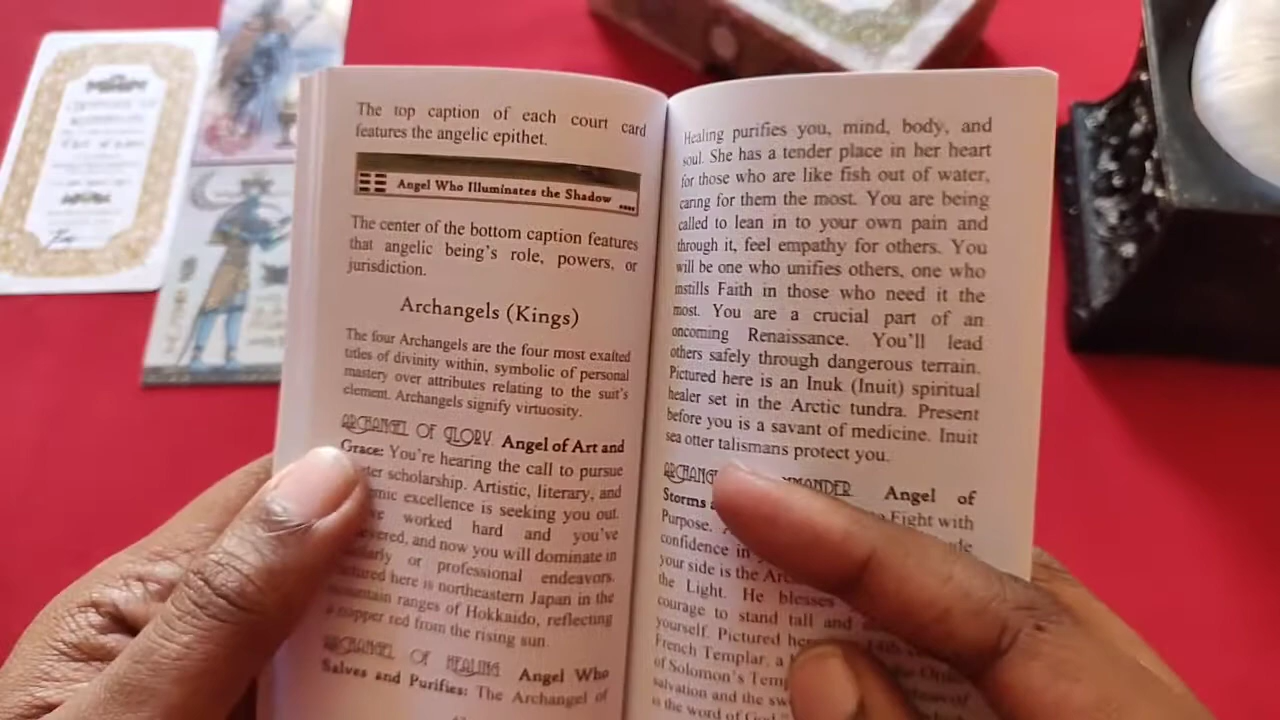 The top caption of each court card
features the angelic epithet.
Angel Who Illuminates the Shadow
The center of the bottom caption features
that angelic being's role, powers, or
jurisdiction.
Archangels (Kings)
The four Archangels are the four most exalted
titles of divinity within, symbolic of personal
mastery over attributes relating to the suit's
element. Archangels signify virtuosity.
ARCHANGEL OF GLORY Angel of Art and
Grace: You're hearing the call to pursue
scholarship. Artistic, literary, and
excellence is seeking you out.
worked hard and you've
and now you will dominate in
or professional endeavors.
here is northeastern Japan in the
ranges of Hokkaido, reflecting
a copper red from the rising sun.
ARCHANGEL OF HEALING Angel Who
Salves and Purifies: The Archangel of
Healing purifies you, mind, body, and
soul. She has a tender place in her heart
for those who are like fish out of water,
caring for them the most. You are being
called to lean in to your own pain and
through it, feel empathy for others. You
will be one who unifies others, one who
instills Faith in those who need it the
most. You are a crucial part of an
oncoming Renaissance. You'll lead
others safely through dangerous terrain.
Pictured here is an Inuk (Inuit) spiritual
healer set in the Arctic tundra. Present
before you is a savant of medicine. Inuit
sea otter talismans protect you.
Angel of
Storms
Fight with
Purpose.
confidence in
your side is the
the Light. He blesses
courage to stand tall and
yourself. Pictured
French Templar, a
of Solomon's
salvation and the
is the word of